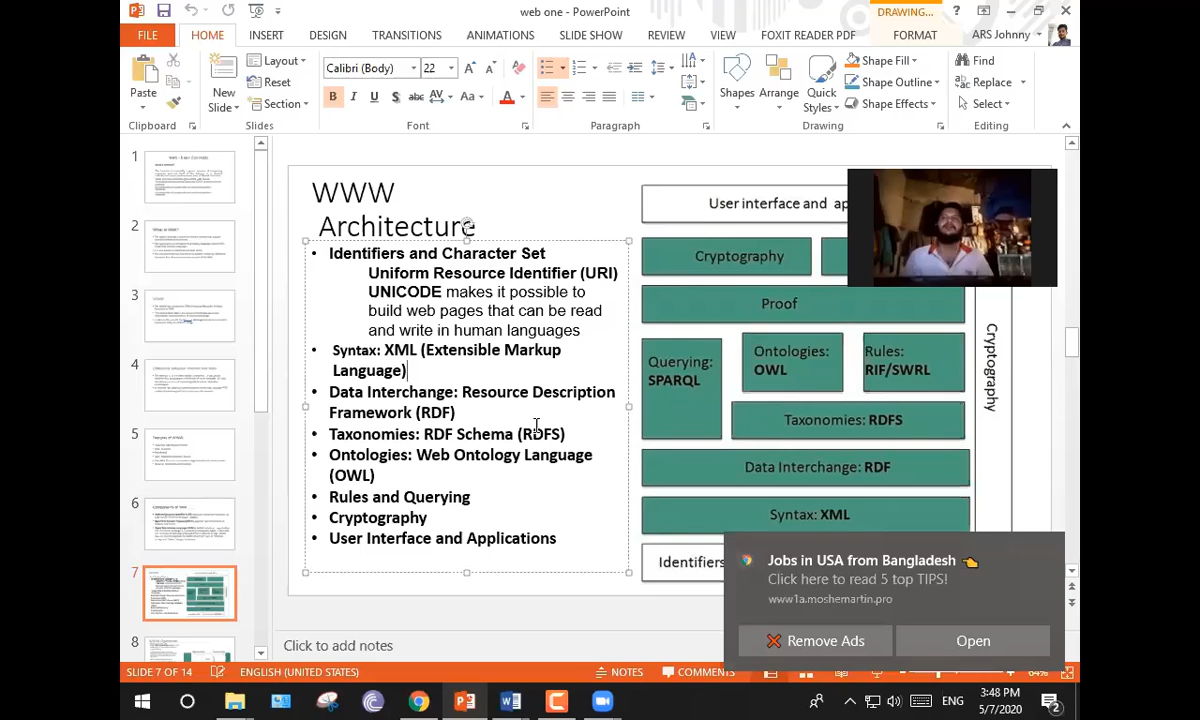 web one - PowerPoint
DRAWING...
FILE
HOME
INSERT
DESIGN
TRANSITIONS
ANIMATIONS
SLIDE SHOW
REVIEW
VIEW
FOXIT READER PDF
FORMAT
ARS Johnny
Paste
New
Slide
Layout
Reset
Section
Calibri (Body)
22
B I U S abc AV Aa A
Shapes
Arrange
Quick
Styles
Shape Fill
Shape Outline
Shape Effects
Find
Replace
Select
Clipboard
Slides
Font
Paragraph
Drawing
Editing
1
2
3
4
5
6
7
8
WWW
Architecture
• Identifiers and Character Set
Uniform Resource Identifier (URI)
UNICODE makes it possible to
build web pages that can be read
and write in human languages
• Syntax: XML (Extensible Markup
Language)
• Data Interchange: Resource Description
Framework (RDF)
• Taxonomies: RDF Schema (RDFS)
• Ontologies: Web Ontology Language
(OWL)
• Rules and Querying
• Cryptography
• User Interface and Applications
User interface and ap
Cryptography
Proof
Querying:
SPARQL
Ontologies:
OWL
Rules:
RIF/SWRL
Taxonomies: RDFS
Data Interchange: RDF
Syntax: XML
Identifiers
Cryptography
Jobs in USA from Bangladesh
Click here to read 5 top TIPS!
www1a.moshemartin.pro
Remove Ads
Open
Click to add notes
SLIDE 7 OF 14
ENGLISH (UNITED STATES)
NOTES
COMMENTS
64%
ENG
3:48 PM
5/7/2020
2